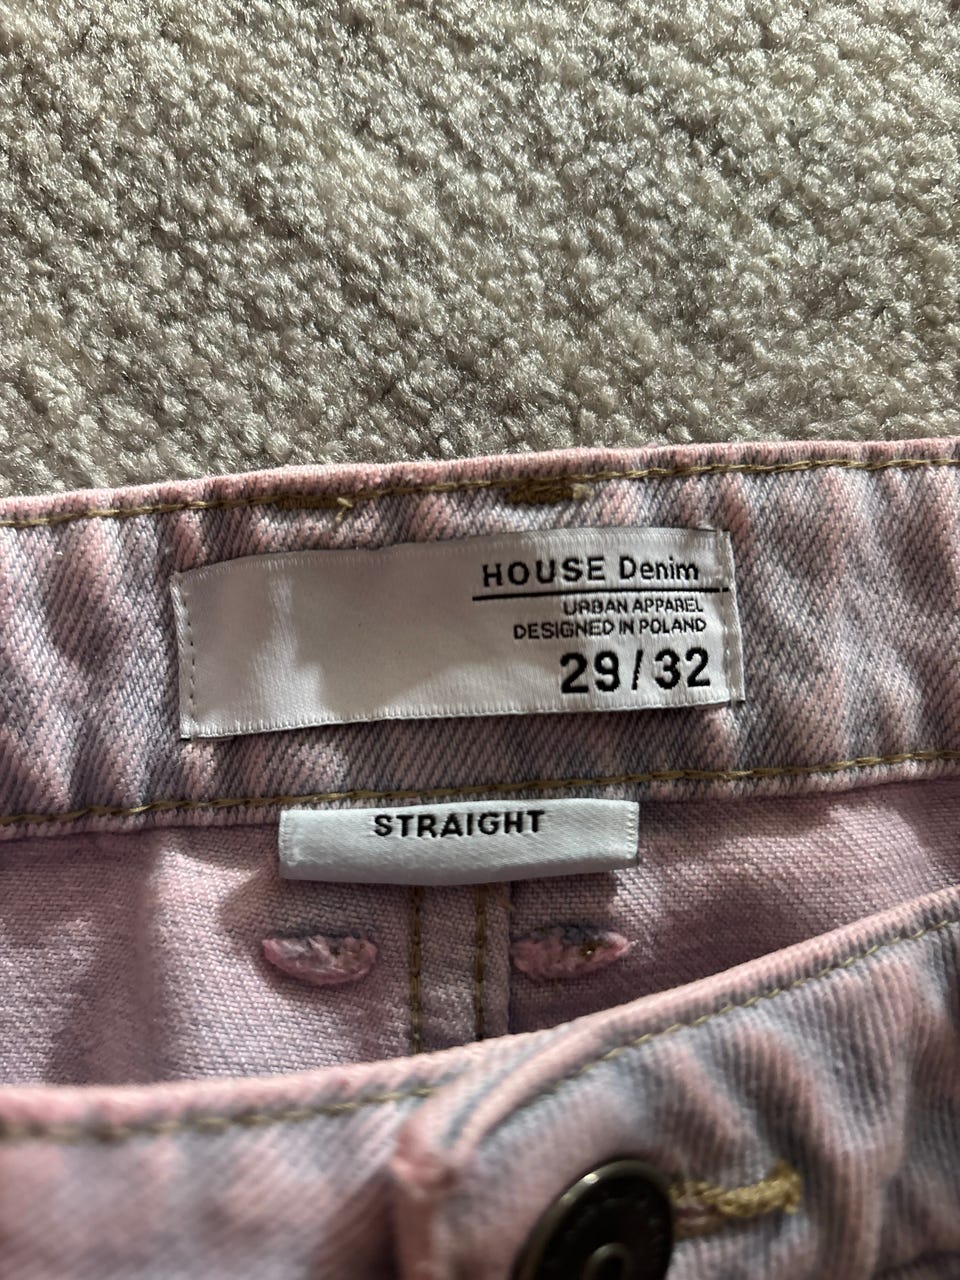 HOUSE Denim
URBAN APPAREL
DESIGNED IN POLAND
29/32
STRAIGHT